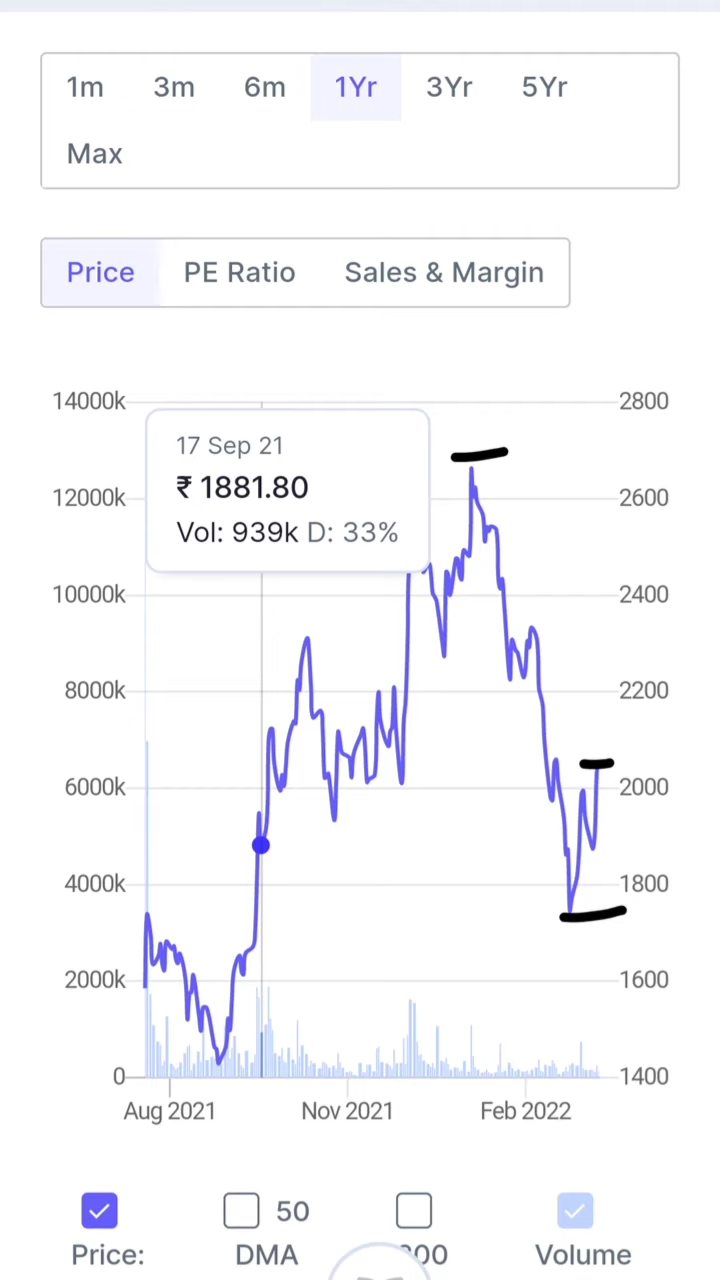 1m 3m 6m 1Yr 3Yr 5Yr
Max
Price PE Ratio Sales & Margin
14000k 2800
17 Sep 21
₹ 1881.80
12000k 2600
Vol: 939k D: 33%
10000k 2400
8000k 2200
6000k 2000
4000k 1800
2000k 1600
0 1400
Aug 2021 Nov 2021 Feb 2022
50
Price: DMA 00 Volume